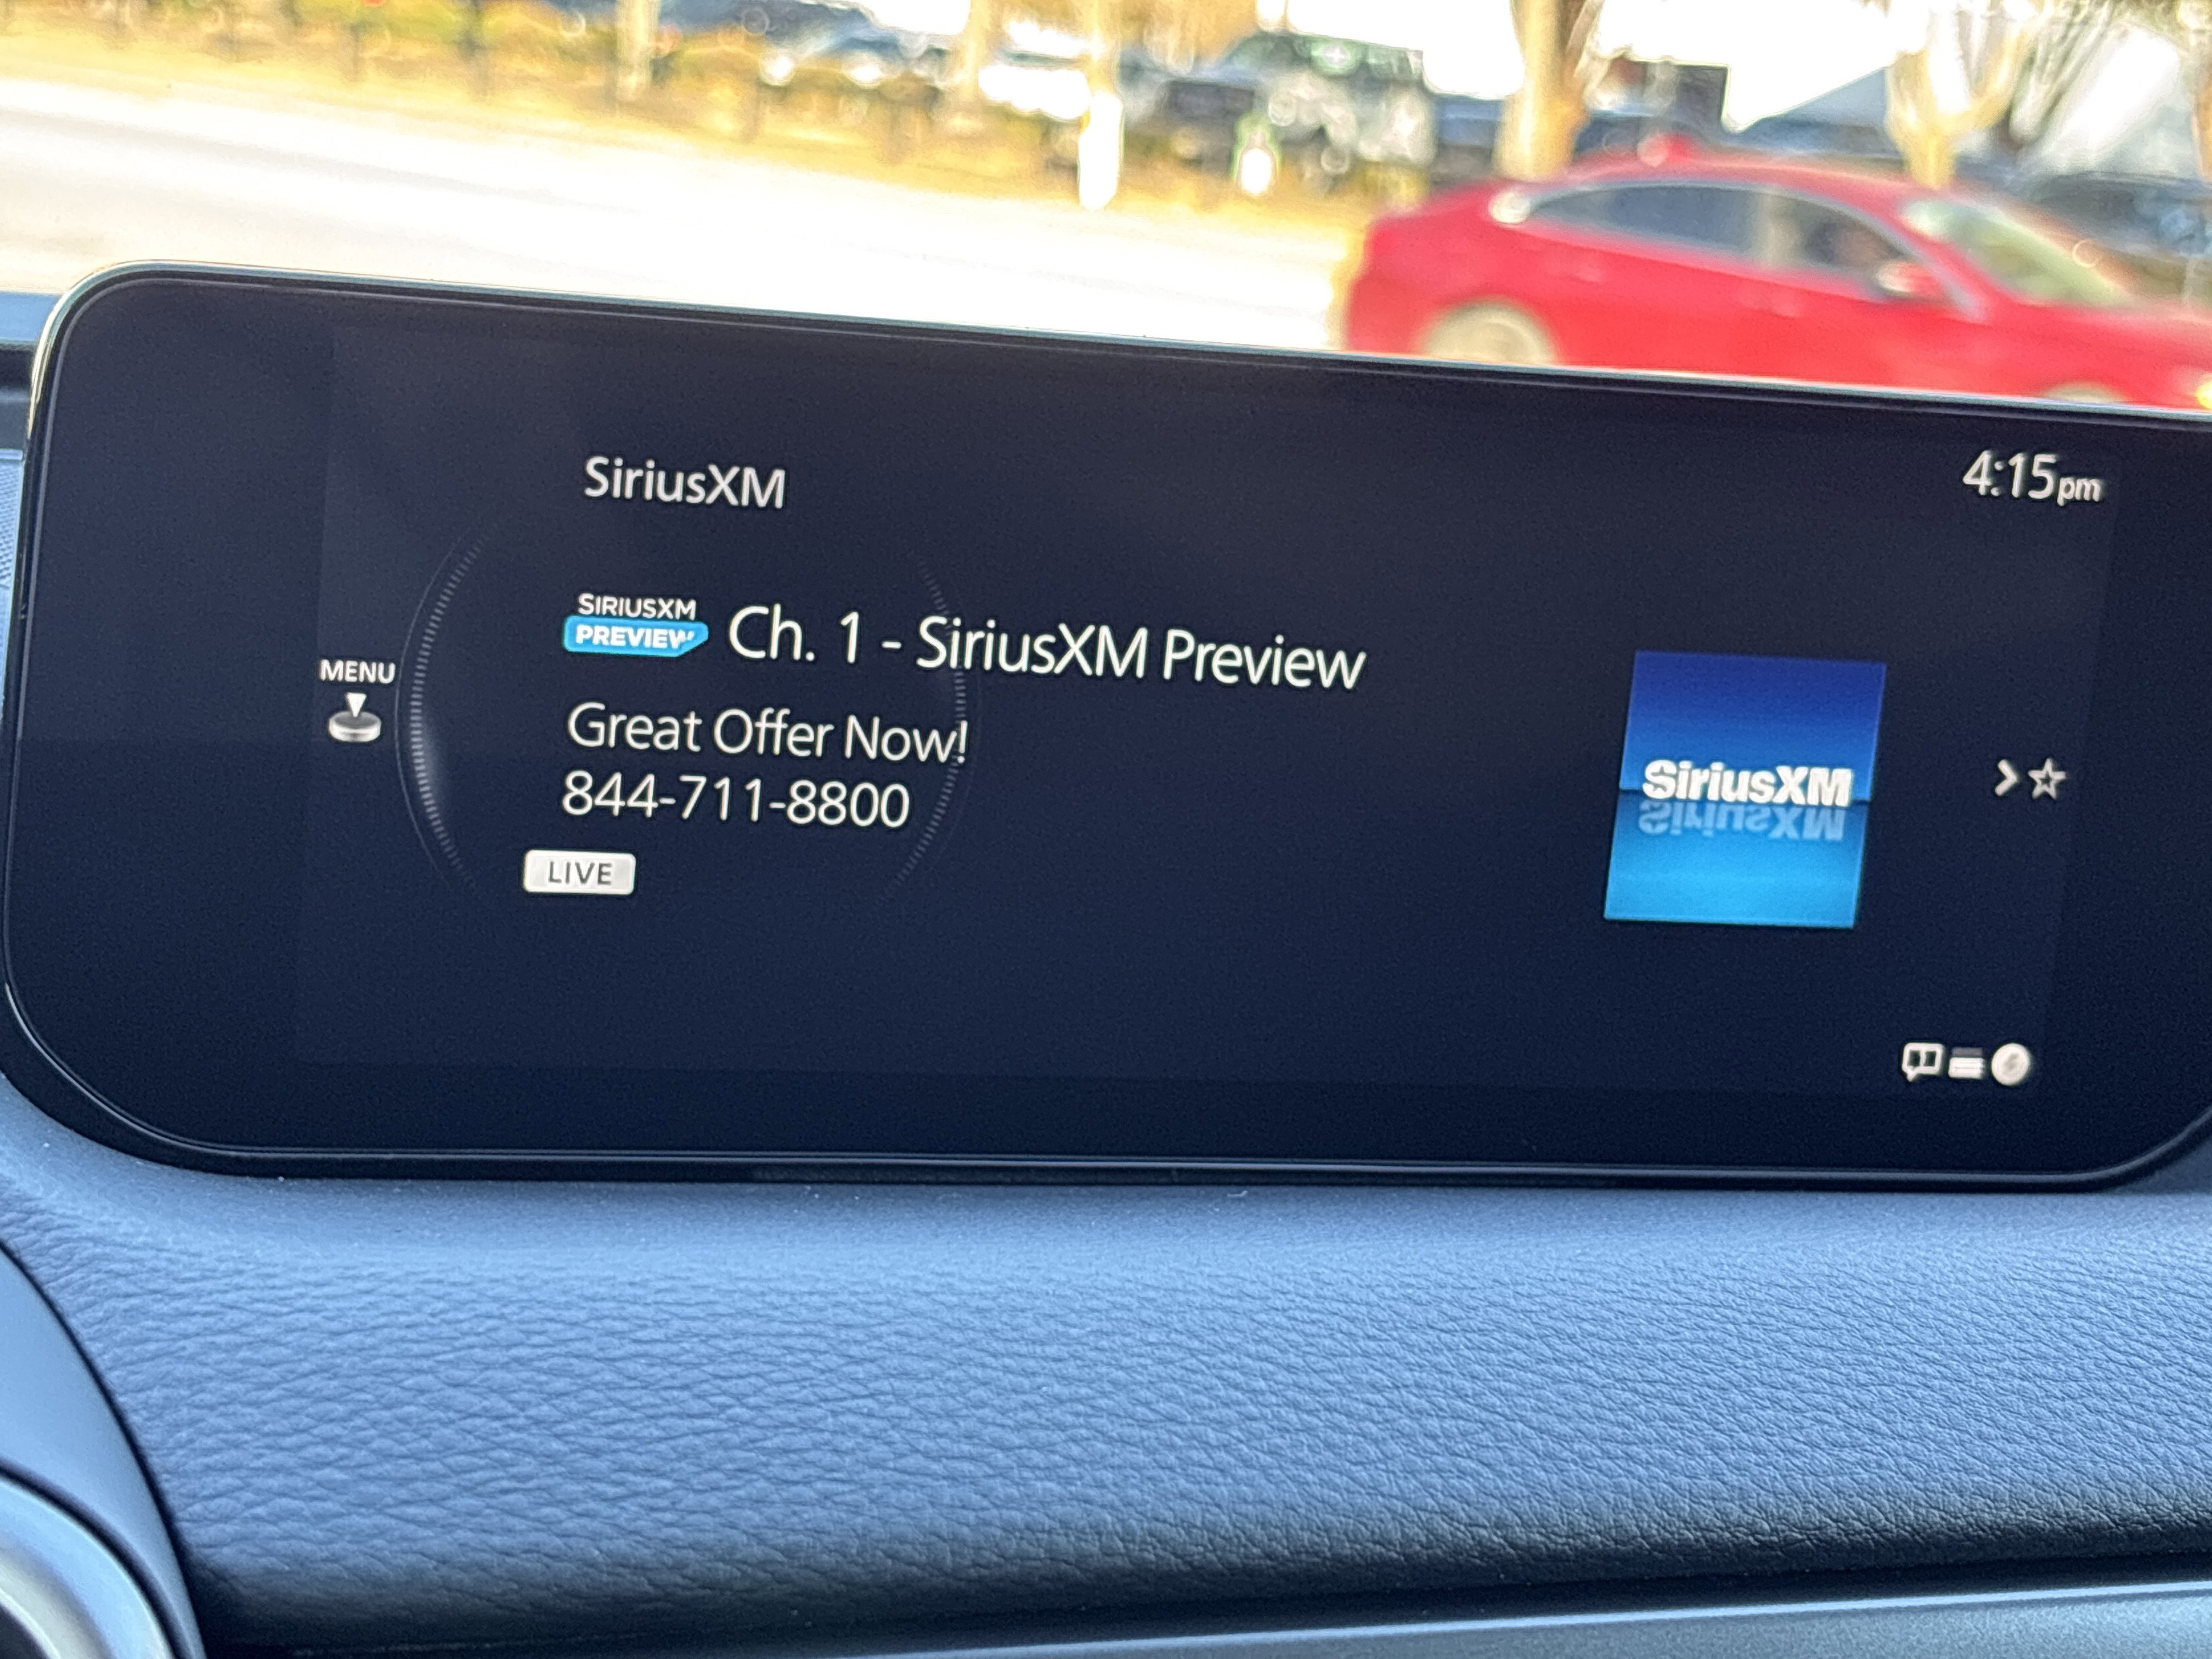 SiriusXM
4:15pm
SIRIUSXM
PREVIEW
Ch. 1 - SiriusXM Preview
MENU
Great Offer Now!
844-711-8800
LIVE
SiriusXM